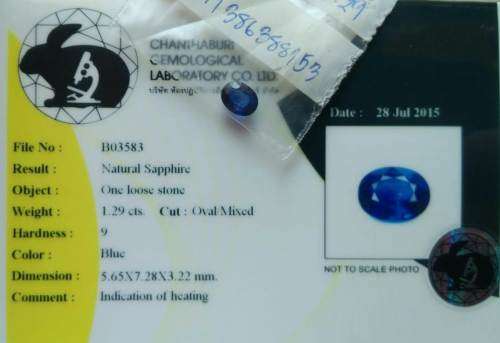 CHANTHABURI
GEMOLOGICAL
LABORATORY CO. LTD.
Date : 28 Jul 2015
File No : B03583
Result : Natural Sapphire
Object : One loose stone
Weight : 1.29 cts. Cut : Oval/Mixed
Hardness : 9
Color : Blue
Dimension : 5.65X7.28X3.22 mm.
Comment : Indication of heating
NOT TO SCALE PHOTO